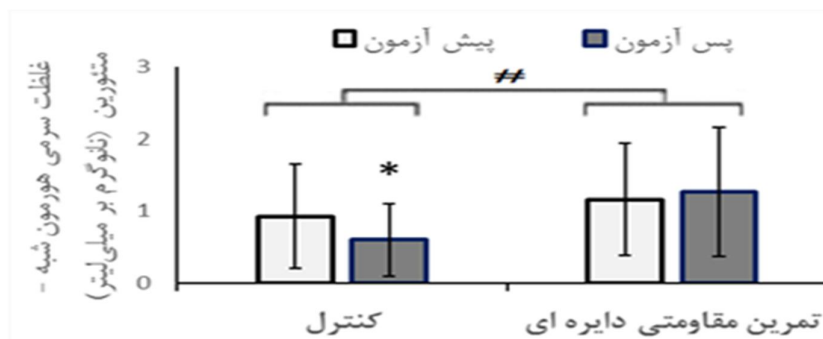 پیش آزمون
پس آزمون
غلظت سرمی هورمون شبه -
متئورین (نانوگرم بر میلی‌لیتر)
3
2
1
0
#
*
کنترل
تمرین مقاومتی دایره ای